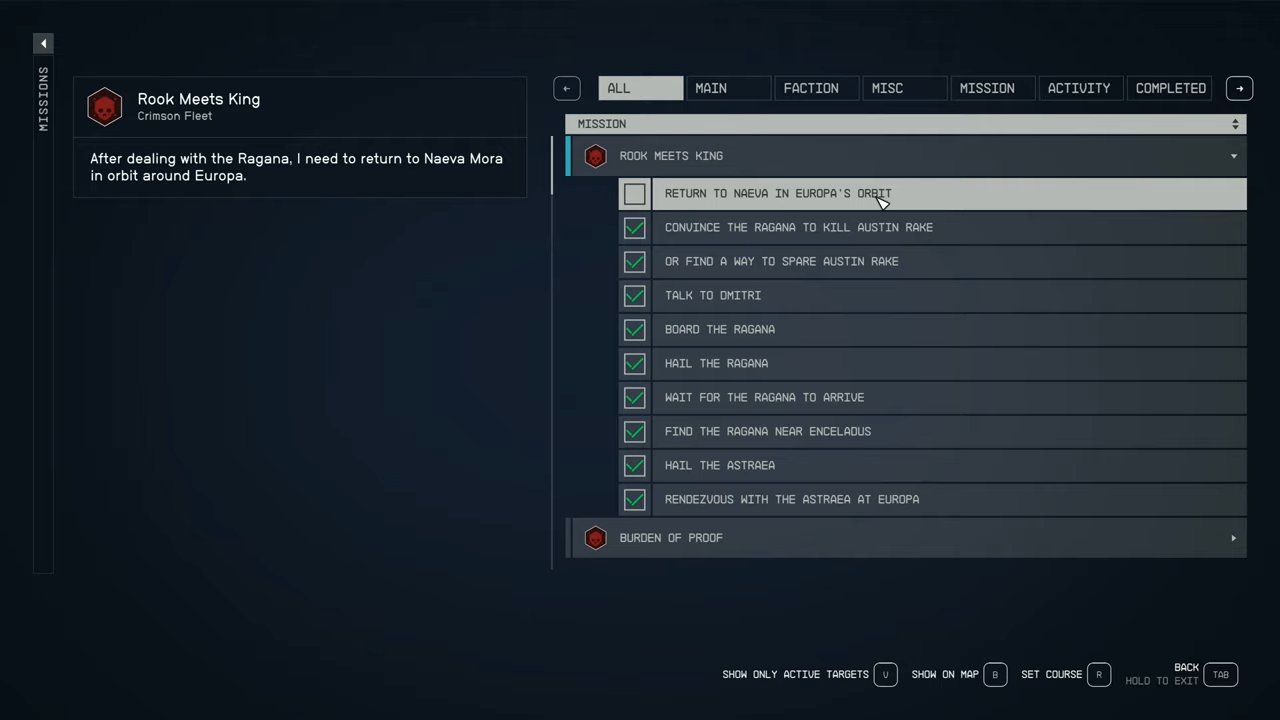 MISSIONS
Rook Meets King
Crimson Fleet
After dealing with the Ragana, I need to return to Naeva Mora
in orbit around Europa.
ALL MAIN FACTION MISC MISSION ACTIVITY COMPLETED
MISSION
ROOK MEETS KING
RETURN TO NAEVA IN EUROPA'S ORBIT
CONVINCE THE RAGANA TO KILL AUSTIN RAKE
OR FIND A WAY TO SPARE AUSTIN RAKE
TALK TO DMITRI
BOARD THE RAGANA
HAIL THE RAGANA
WAIT FOR THE RAGANA TO ARRIVE
FIND THE RAGANA NEAR ENCELADUS
HAIL THE ASTRAEA
RENDEZVOUS WITH THE ASTRAEA AT EUROPA
BURDEN OF PROOF
SHOW ONLY ACTIVE TARGETS V SHOW ON MAP B SET COURSE R BACK TAB
HOLD TO EXIT